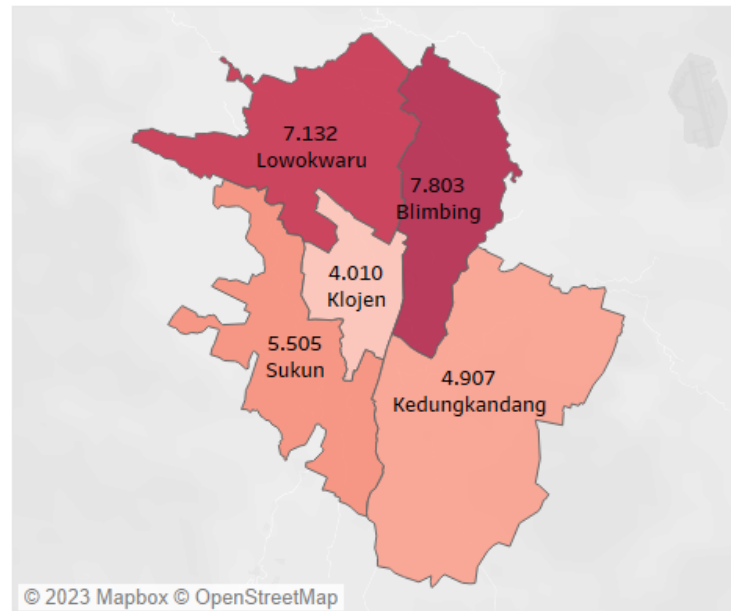 7.132
Lowokwaru
7.803
Blimbing
4.010
Klojen
5.505
Sukun
4.907
Kedungkandang
© 2023 Mapbox © OpenStreetMap